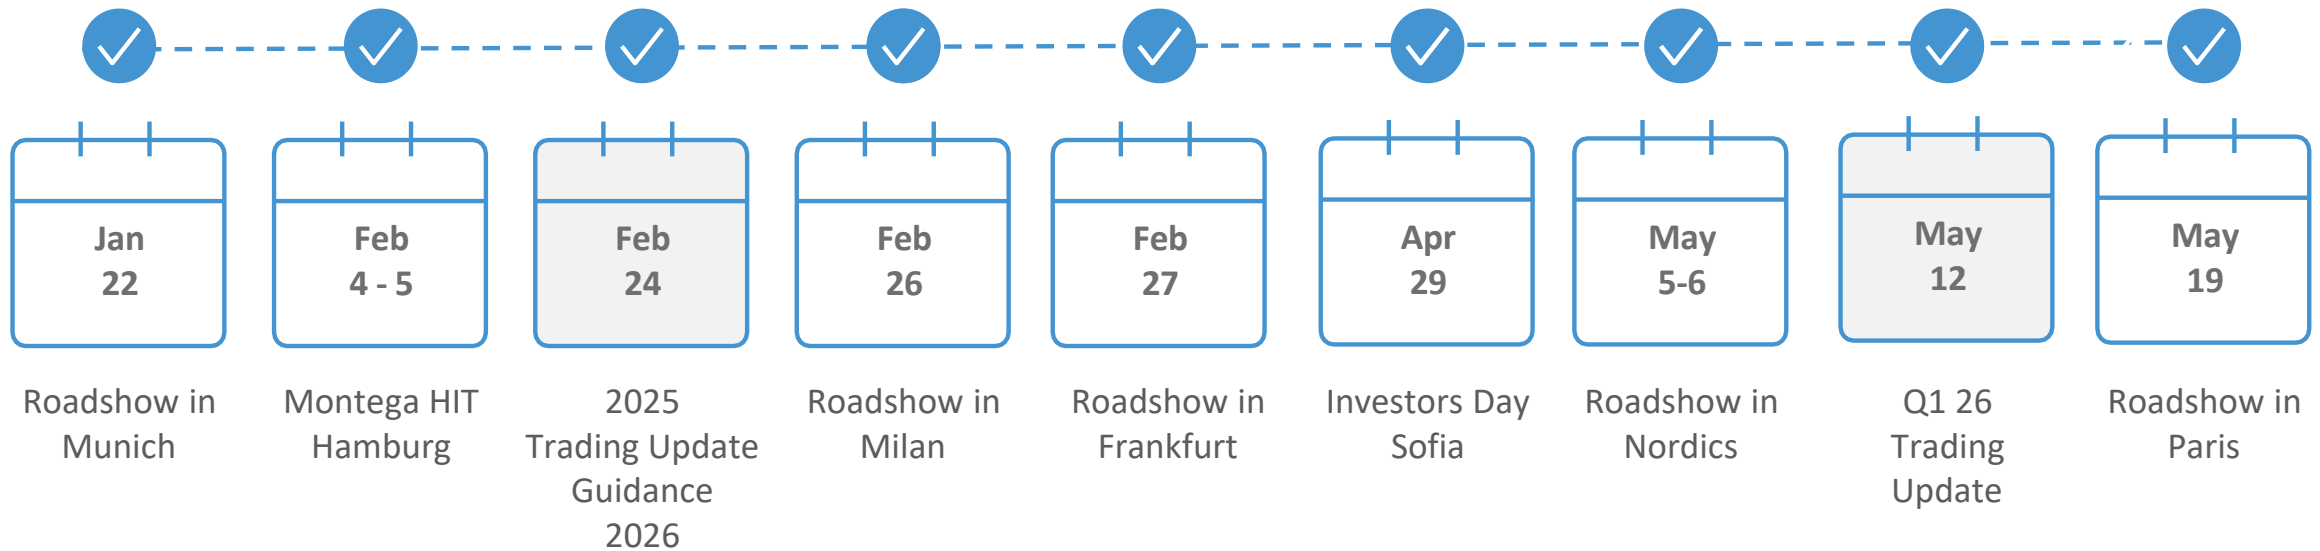 Jan
22
Roadshow in
Munich
Feb
4 - 5
Montega HIT
Hamburg
Feb
24
2025
Trading Update
Guidance
2026
Feb
26
Roadshow in
Milan
Feb
27
Roadshow in
Frankfurt
Apr
29
Investors Day
Sofia
May
5-6
Roadshow in
Nordics
May
12
Q1 26
Trading
Update
May
19
Roadshow in
Paris